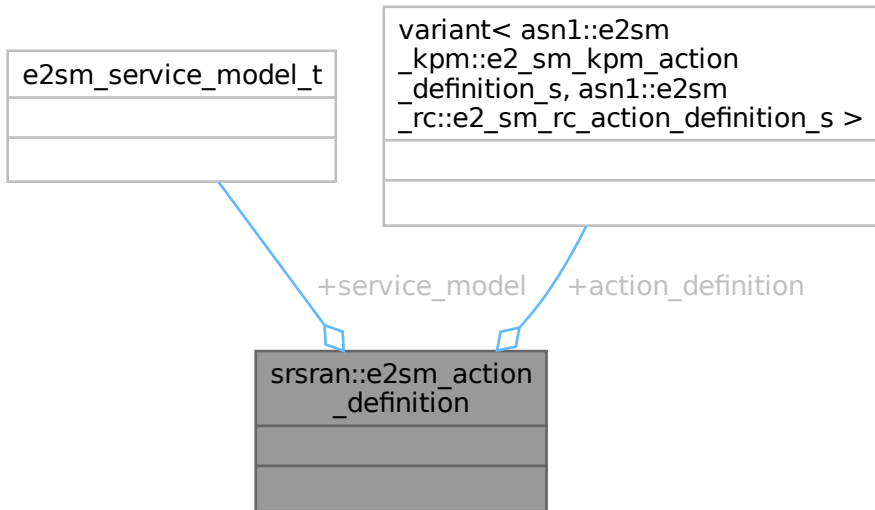 e2sm_service_model_t
variant< asn1::e2sm
_kpm::e2_sm_kpm_action
_definition_s, asn1::e2sm
_rc::e2_sm_rc_action_definition_s >
+service_model
+action_definition
srsran::e2sm_action
_definition